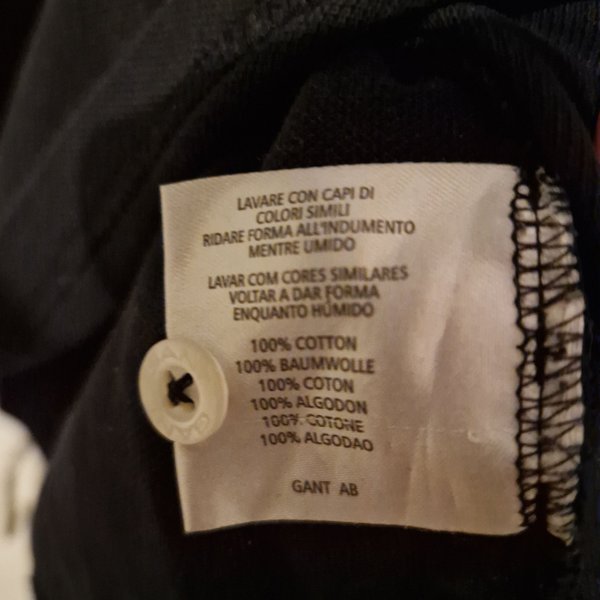 LAVARE CON CAPI DI
COLORI SIMILI
RIDARE FORMA ALL'INDUMENTO
MENTRE UMIDO
LAVAR COM CORES SIMILARES
VOLTAR A DAR FORMA
ENQUANTO HÚMIDO
100% COTTON
100% BAUMWOLLE
100% COTON
100% ALGODON
100% COTONE
100% ALGODAO
GANT AB